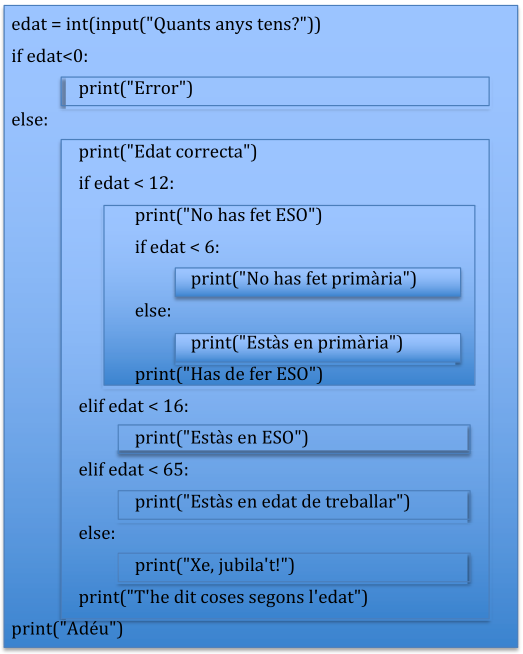 edat = int(input("Quants anys tens?"))
if edat<0:
print("Error")
else:
print("Edat correcta")
if edat < 12:
print("No has fet ESO")
if edat < 6:
print("No has fet primària")
else:
print("Estàs en primària")
print("Has de fer ESO")
elif edat < 16:
print("Estàs en ESO")
elif edat < 65:
print("Estàs en edat de treballar")
else:
print("Xe, jubila't!")
print("T'he dit coses segons l'edat")
print("Adéu")